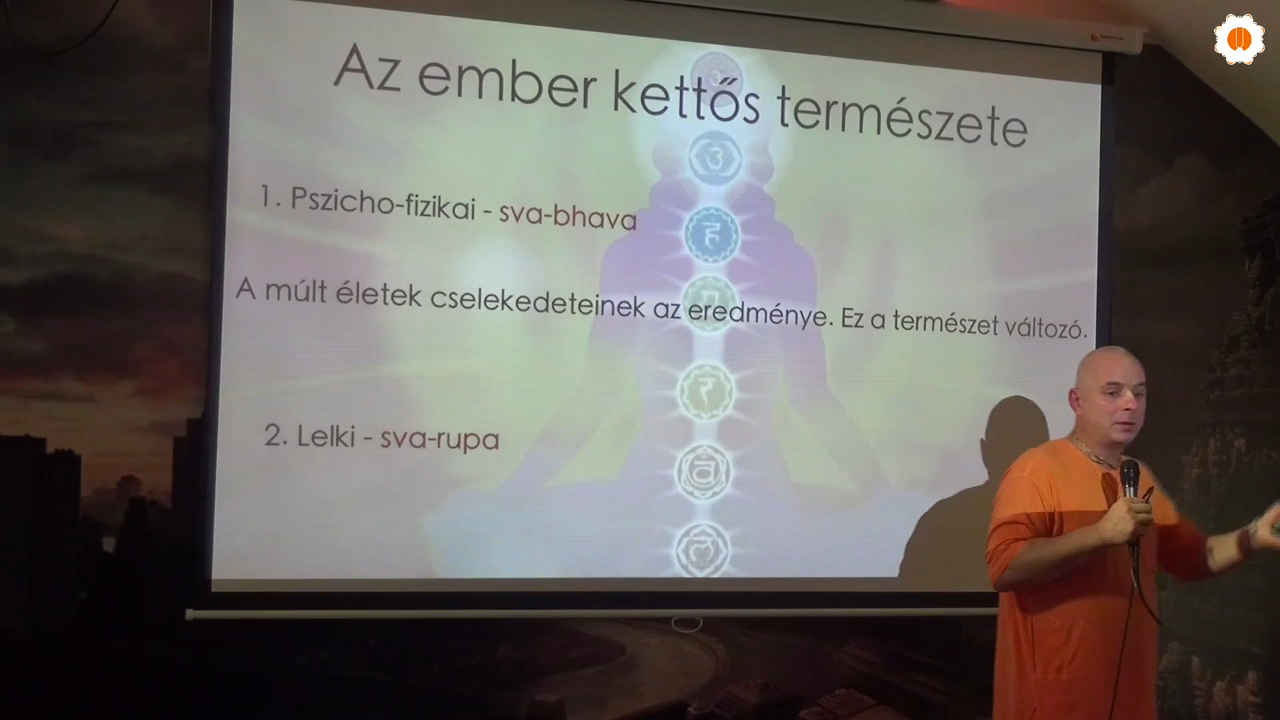 Az ember kettős természete
1. Pszicho-fizikai - sva-bhava
A múlt életek cselekedeteinek az eredménye. Ez a természet változó.
2. Lelki - sva-rupa